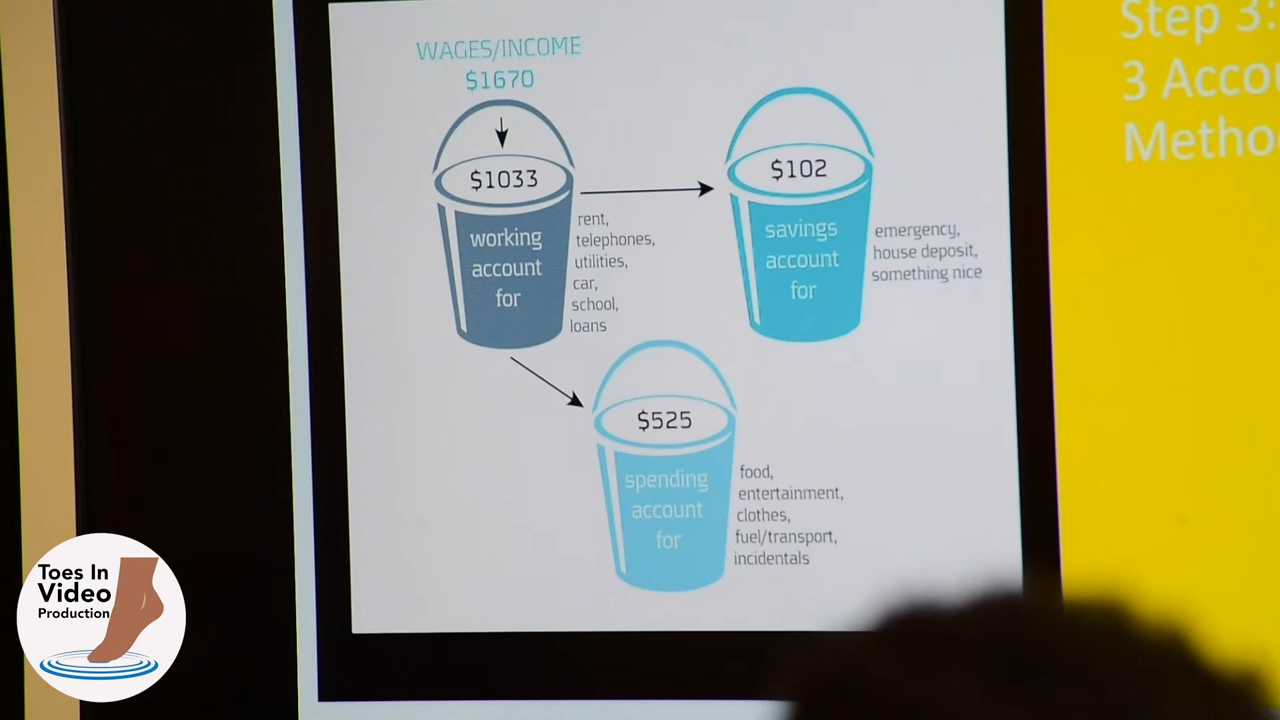 WAGES/INCOME
$1670
$1033
working
account
for
rent,
telephones,
utilities,
car,
school,
loans
$102
savings
account
for
emergency,
house deposit,
something nice
$525
spending
account
for
food,
entertainment,
clothes,
fuel/transport,
incidentals
Step 3:
3 Acco
Metho
Toes In
Video
Production